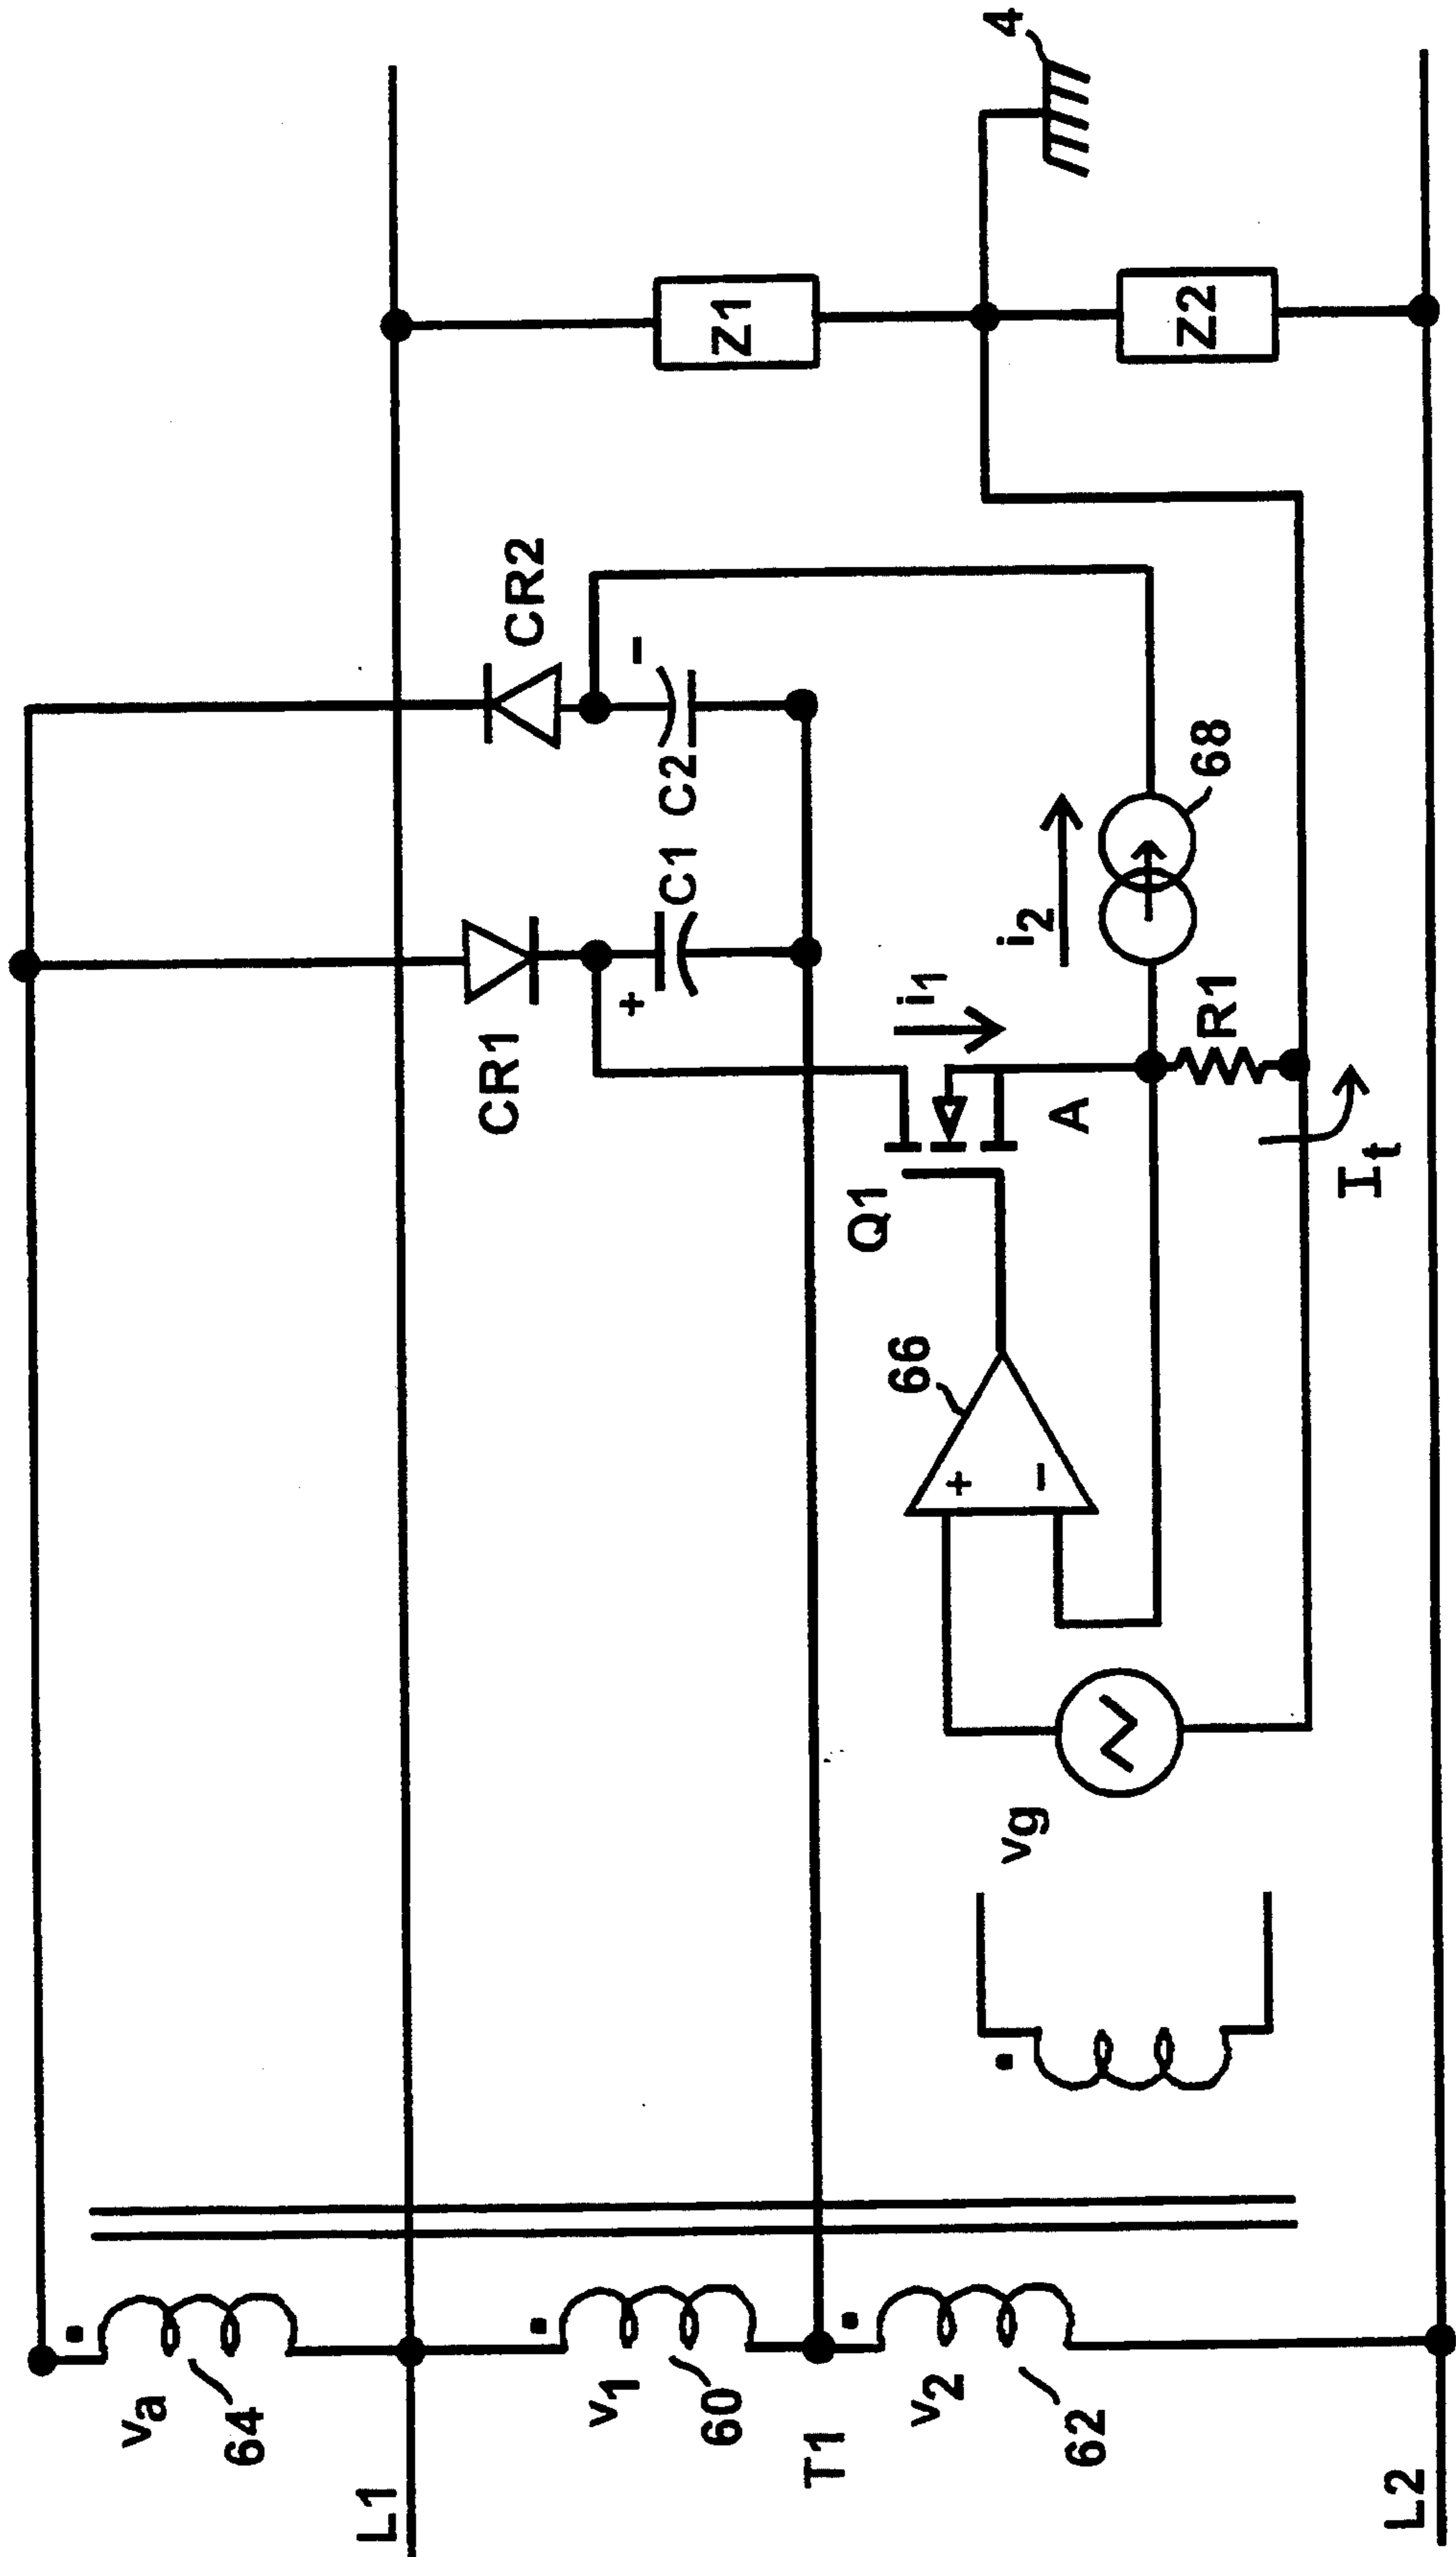 4
Z1
Z2
CR2
-
C2
68
CR1
+
C1
i2
i1
R1
A
Q1
It
66
+
-
vg
va
64
v1
60
T1
v2
62
L1
L2